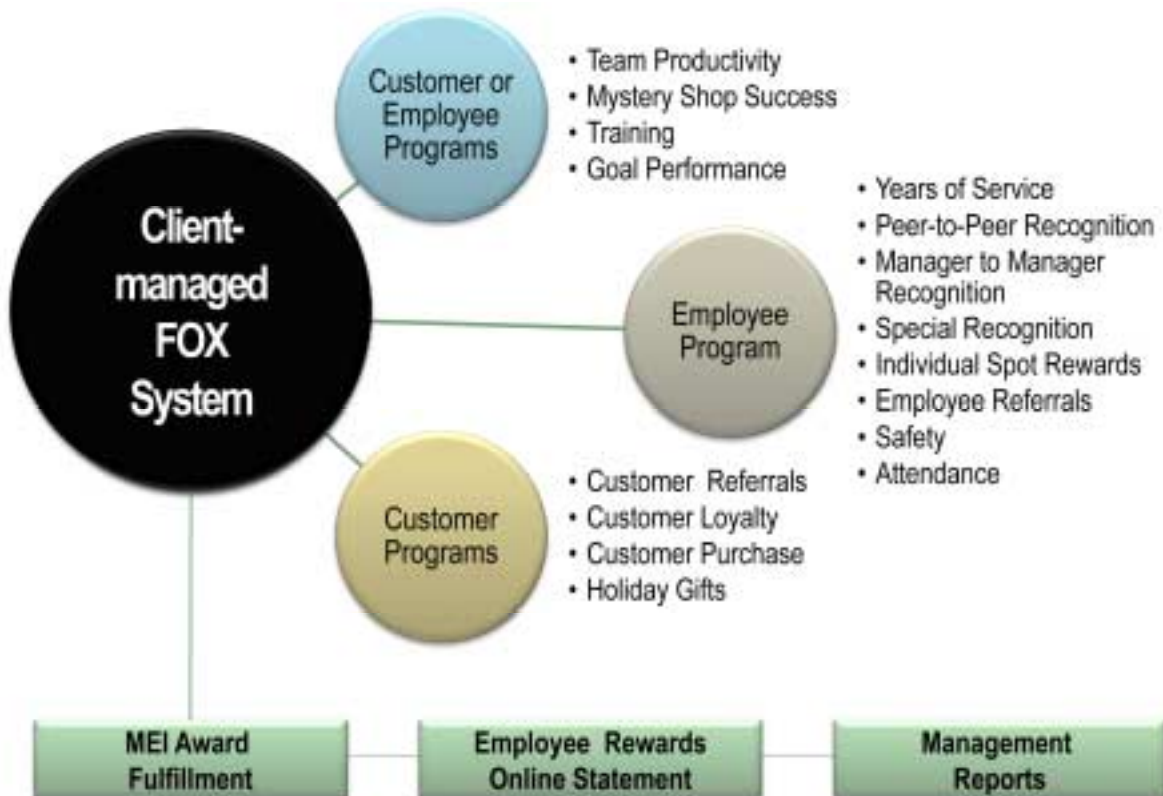 Customer or
Employee
Programs
• Team Productivity
• Mystery Shop Success
• Training
• Goal Performance
Client-
managed
FOX
System
Employee
Program
• Years of Service
• Peer-to-Peer Recognition
• Manager to Manager
Recognition
• Special Recognition
• Individual Spot Rewards
• Employee Referrals
• Safety
• Attendance
Customer
Programs
• Customer Referrals
• Customer Loyalty
• Customer Purchase
• Holiday Gifts
MEI Award
Fulfillment
Employee Rewards
Online Statement
Management
Reports